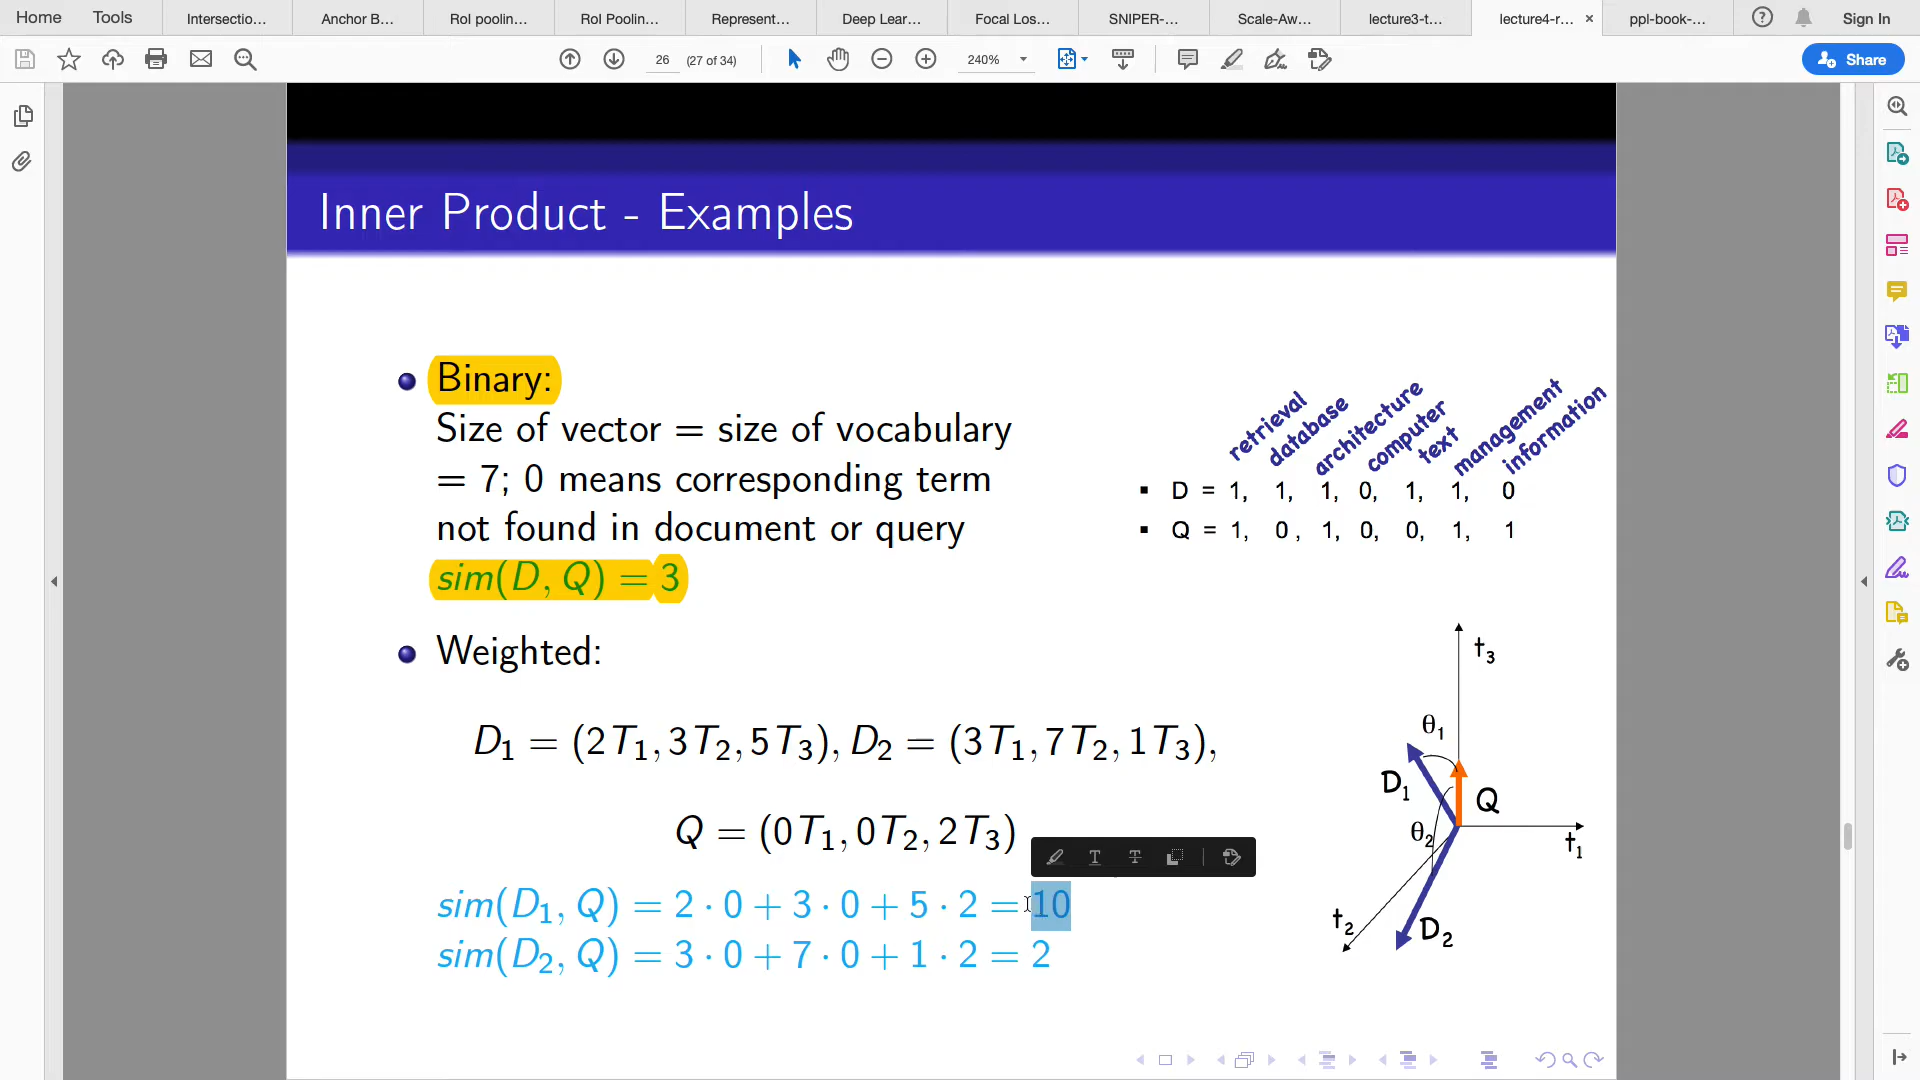 Home Tools Intersectio... Anchor B... RoI poolin... RoI Poolin... Represent... Deep Lear... Focal Los... SNIPER-... Scale-Aw... lecture3-t... lecture4-r... × ppl-book-... Sign In
26 (27 of 34) 240% Share
Inner Product - Examples
Binary:
Size of vector = size of vocabulary
= 7; 0 means corresponding term
not found in document or query
sim(D, Q) = 3
retrieval database architecture computer text management information
D = 1, 1, 1, 0, 1, 1, 0
Q = 1, 0 , 1, 0, 0, 1, 1
Weighted:
D₁ = (2T₁, 3T₂, 5T₃), D₂ = (3T₁, 7T₂, 1T₃),
Q = (0T₁, 0T₂, 2T₃)
sim(D₁, Q) = 2 · 0 + 3 · 0 + 5 · 2 = 10
sim(D₂, Q) = 3 · 0 + 7 · 0 + 1 · 2 = 2
t₃
θ₁
D₁
Q
θ₂
t₁
t₂
D₂